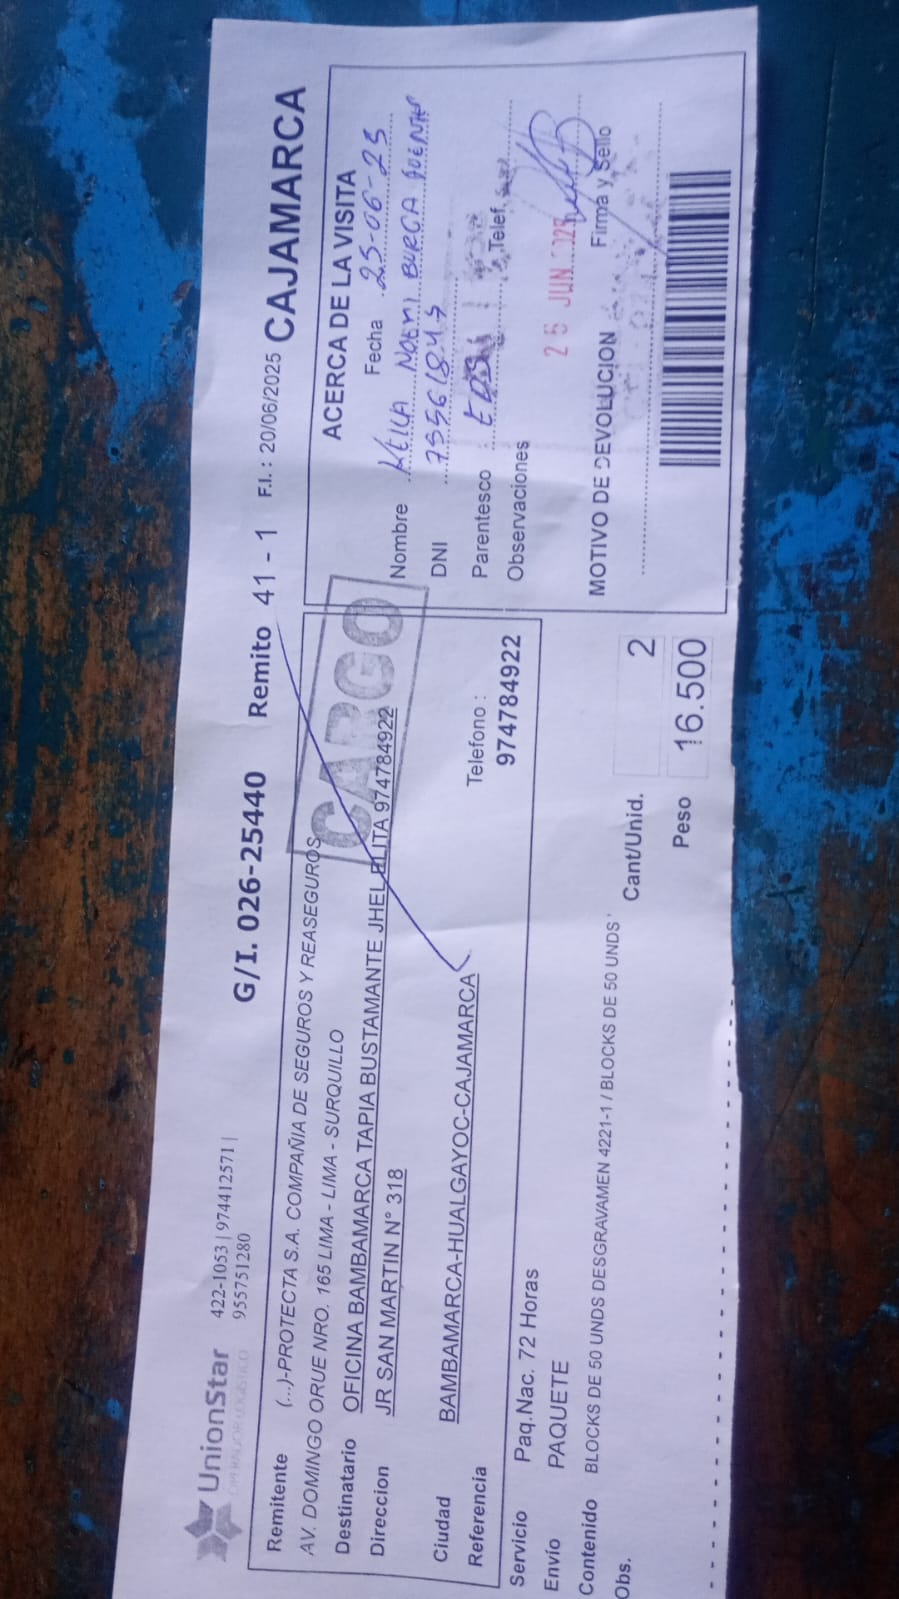 UnionStar
OPERADOR LOGISTICO
422-1053 | 974412571 |
955751280
G/I. 026-25440 Remito 41 - 1 F.I.: 20/06/2025 CAJAMARCA
Remitente (...)-PROTECTA S.A. COMPAÑIA DE SEGUROS Y REASEGUROS
AV. DOMINGO ORUE NRO. 165 LIMA - LIMA - SURQUILLO
Destinatario OFICINA BAMBAMARCA TAPIA BUSTAMANTE JHEL ELITA 974784922
Direccion JR SAN MARTIN N° 318
Ciudad BAMBAMARCA-HUALGAYOC-CAJAMARCA
Referencia
Telefono :
974784922
CARGO
Servicio Paq.Nac. 72 Horas
Envío PAQUETE
Contenido BLOCKS DE 50 UNDS DESGRAVAMEN 4221-1 / BLOCKS DE 50 UNDS '
Obs.
Cant/Unid. 2
Peso 16.500
ACERCA DE LA VISITA
Fecha 25-06-25
Nombre NOEMI BURGA
DNI
Parentesco : Telef.
Observaciones
25 JUN. 2025
MOTIVO DE DEVOLUCION Firma y Sello